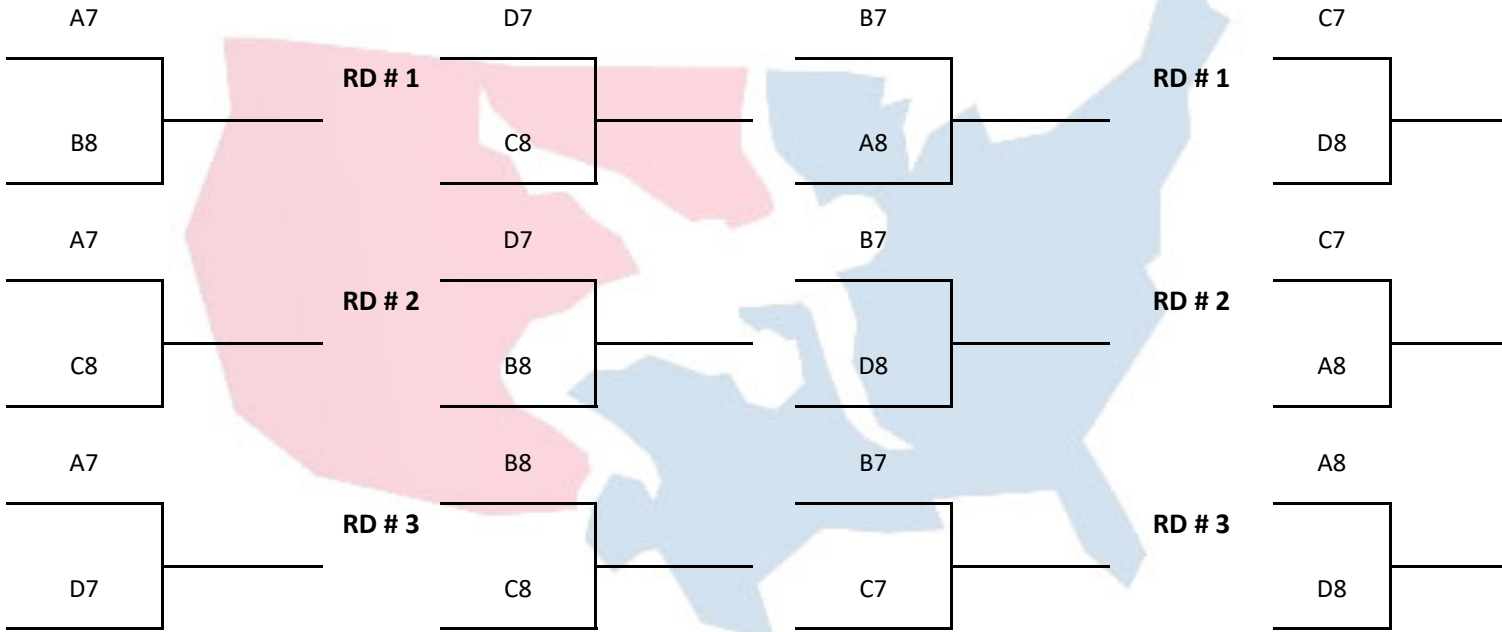 A7 D7 B7 C7
RD # 1 RD # 1
B8 C8 A8 D8
A7 D7 B7 C7
RD # 2 RD # 2
C8 B8 D8 A8
A7 B8 B7 A8
RD # 3 RD # 3
D7 C8 C7 D8